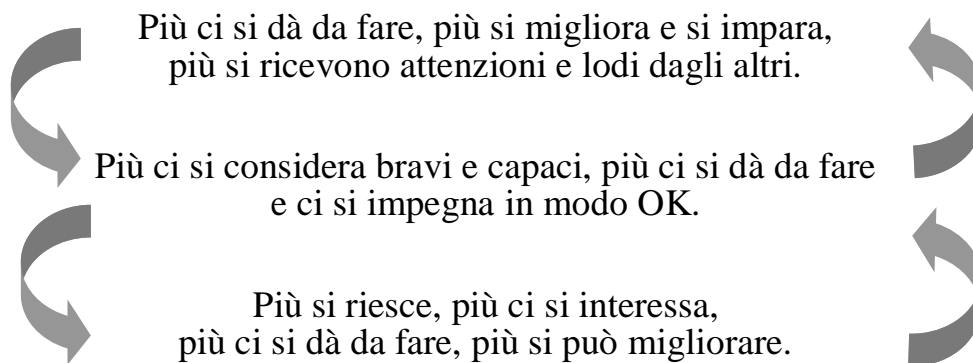 Più ci si dà da fare, più si migliora e si impara,
più si ricevono attenzioni e lodi dagli altri.
Più ci si considera bravi e capaci, più ci si dà da fare
e ci si impegna in modo OK.
Più si riesce, più ci si interessa,
più ci si dà da fare, più si può migliorare.